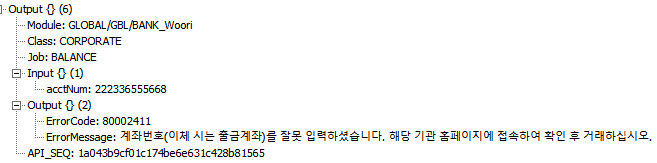 Output {} (6)
Module: GLOBAL/GBL/BANK_Woori
Class: CORPORATE
Job: BALANCE
Input {} (1)
acctNum: 222336555668
Output {} (2)
ErrorCode: 80002411
ErrorMessage: 계좌번호(이체 시는 출금계좌)를 잘못 입력하셨습니다. 해당 기관 홈페이지에 접속하여 확인 후 거래하십시오.
API_SEQ: 1a043b9cf01c174be6e631c428b81565